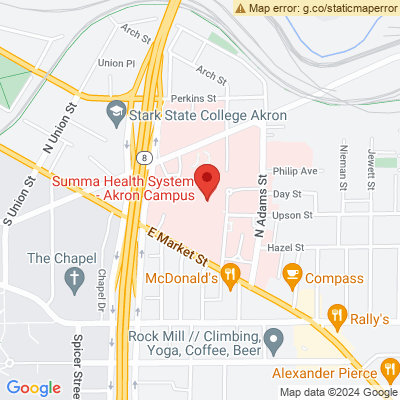 Map error: g.co/staticmaperror
Arch St
Union Pl
Arch St
Perkins St
N Union St
Stark State College Akron
8
Philip Ave
Nieman St
Jewett St
Summa Health System
- Akron Campus
Day St
N Adams St
Upson St
S Union St
E Market St
Hazel St
The Chapel
Chapel Dr
McDonald's
Compass
Rally's
Rock Mill // Climbing,
Yoga, Coffee, Beer
Spicer Street
Alexander Pierce
Google
Map data ©2024 Google